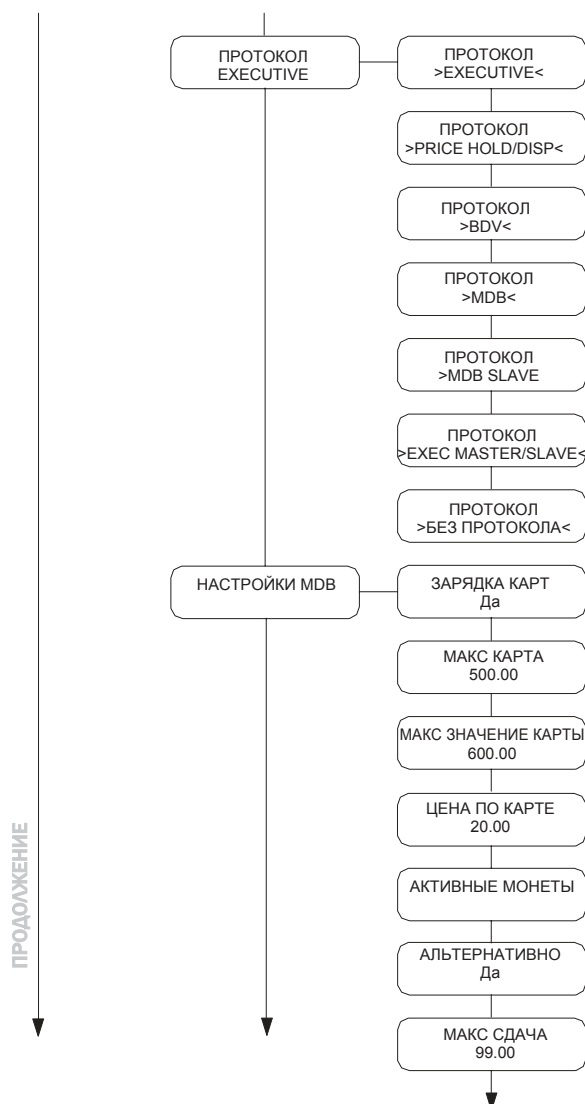 ПРОТОКОЛ
EXECUTIVE
ПРОТОКОЛ
>EXECUTIVE<
ПРОТОКОЛ
>PRICE HOLD/DISP<
ПРОТОКОЛ
>BDV<
ПРОТОКОЛ
>MDB<
ПРОТОКОЛ
>MDB SLAVE
ПРОТОКОЛ
>EXEC MASTER/SLAVE<
ПРОТОКОЛ
>БЕЗ ПРОТОКОЛА<
НАСТРОЙКИ MDB
ЗАРЯДКА КАРТ
Да
МАКС КАРТА
500.00
МАКС ЗНАЧЕНИЕ КАРТЫ
600.00
ЦЕНА ПО КАРТЕ
20.00
АКТИВНЫЕ МОНЕТЫ
АЛЬТЕРНАТИВНО
Да
МАКС СДАЧА
99.00
ПРОДОЛЖЕНИЕ